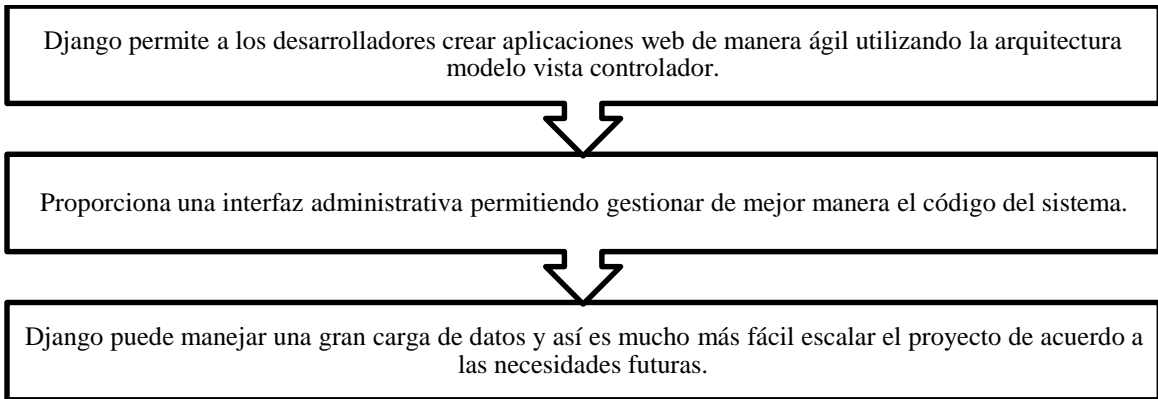 Django permite a los desarrolladores crear aplicaciones web de manera ágil utilizando la arquitectura
modelo vista controlador.
Proporciona una interfaz administrativa permitiendo gestionar de mejor manera el código del sistema.
Django puede manejar una gran carga de datos y así es mucho más fácil escalar el proyecto de acuerdo a
las necesidades futuras.